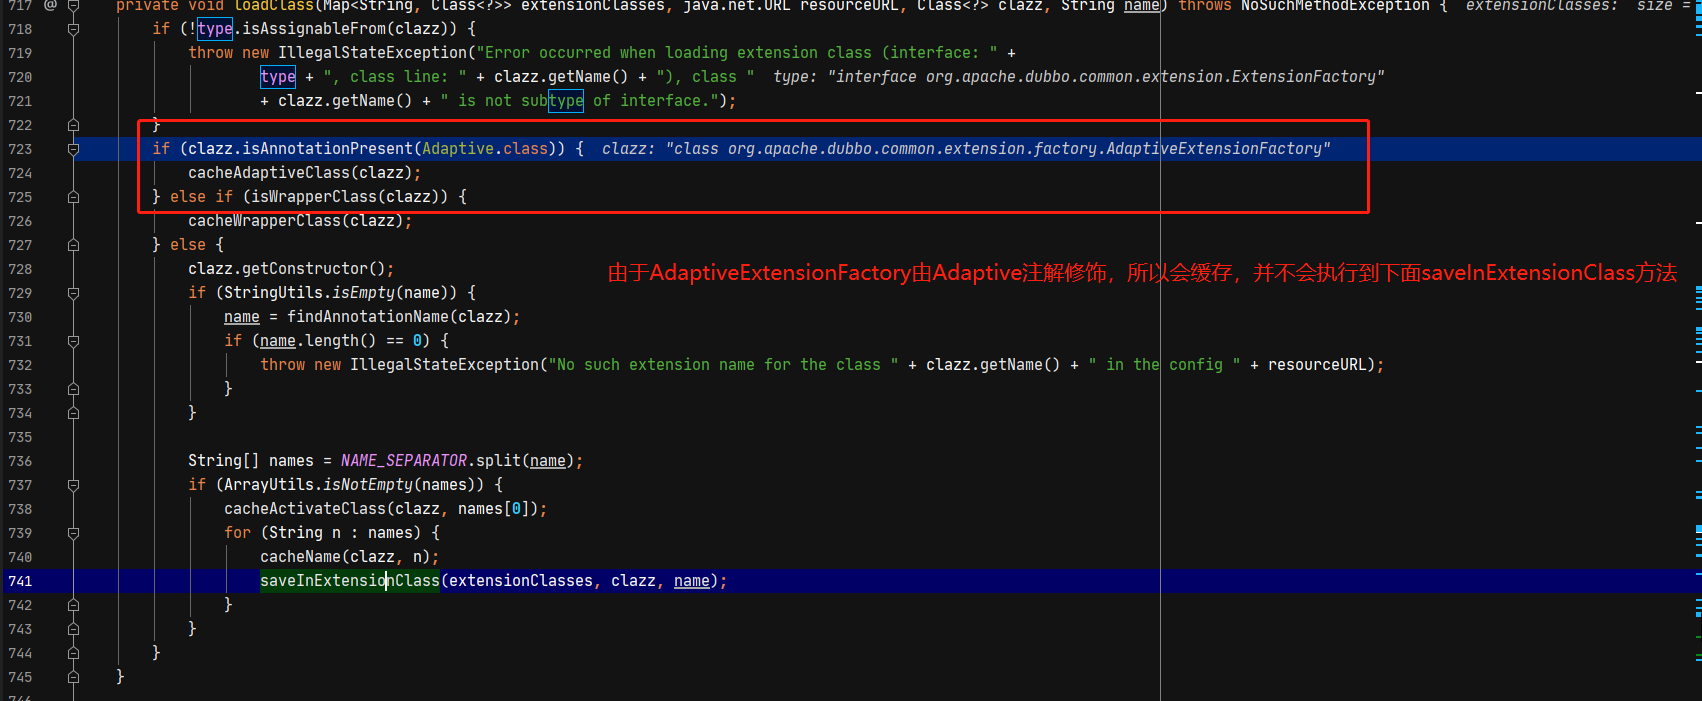 717 @ private void loadClass(Map<String, Class<?>> extensionClasses, java.net.URL resourceURL, Class<?> clazz, String name) throws NoSuchMethodException { extensionClasses: size =
718 if (!type.isAssignableFrom(clazz)) {
719 throw new IllegalStateException("Error occurred when loading extension class (interface: " +
720 type + ", class line: " + clazz.getName() + "), class " type: "interface org.apache.dubbo.common.extension.ExtensionFactory"
721 + clazz.getName() + " is not subtype of interface.");
722 }
723 if (clazz.isAnnotationPresent(Adaptive.class)) { clazz: "class org.apache.dubbo.common.extension.factory.AdaptiveExtensionFactory"
724 cacheAdaptiveClass(clazz);
725 } else if (isWrapperClass(clazz)) {
726 cacheWrapperClass(clazz);
727 } else {
728 clazz.getConstructor();
由于AdaptiveExtensionFactory由Adaptive注解修饰，所以会缓存，并不会执行到下面saveInExtensionClass方法
729 if (StringUtils.isEmpty(name)) {
730 name = findAnnotationName(clazz);
731 if (name.length() == 0) {
732 throw new IllegalStateException("No such extension name for the class " + clazz.getName() + " in the config " + resourceURL);
733 }
734 }
735
736 String[] names = NAME_SEPARATOR.split(name);
737 if (ArrayUtils.isNotEmpty(names)) {
738 cacheActivateClass(clazz, names[0]);
739 for (String n : names) {
740 cacheName(clazz, n);
741 saveInExtensionClass(extensionClasses, clazz, name);
742 }
743 }
744 }
745 }
746